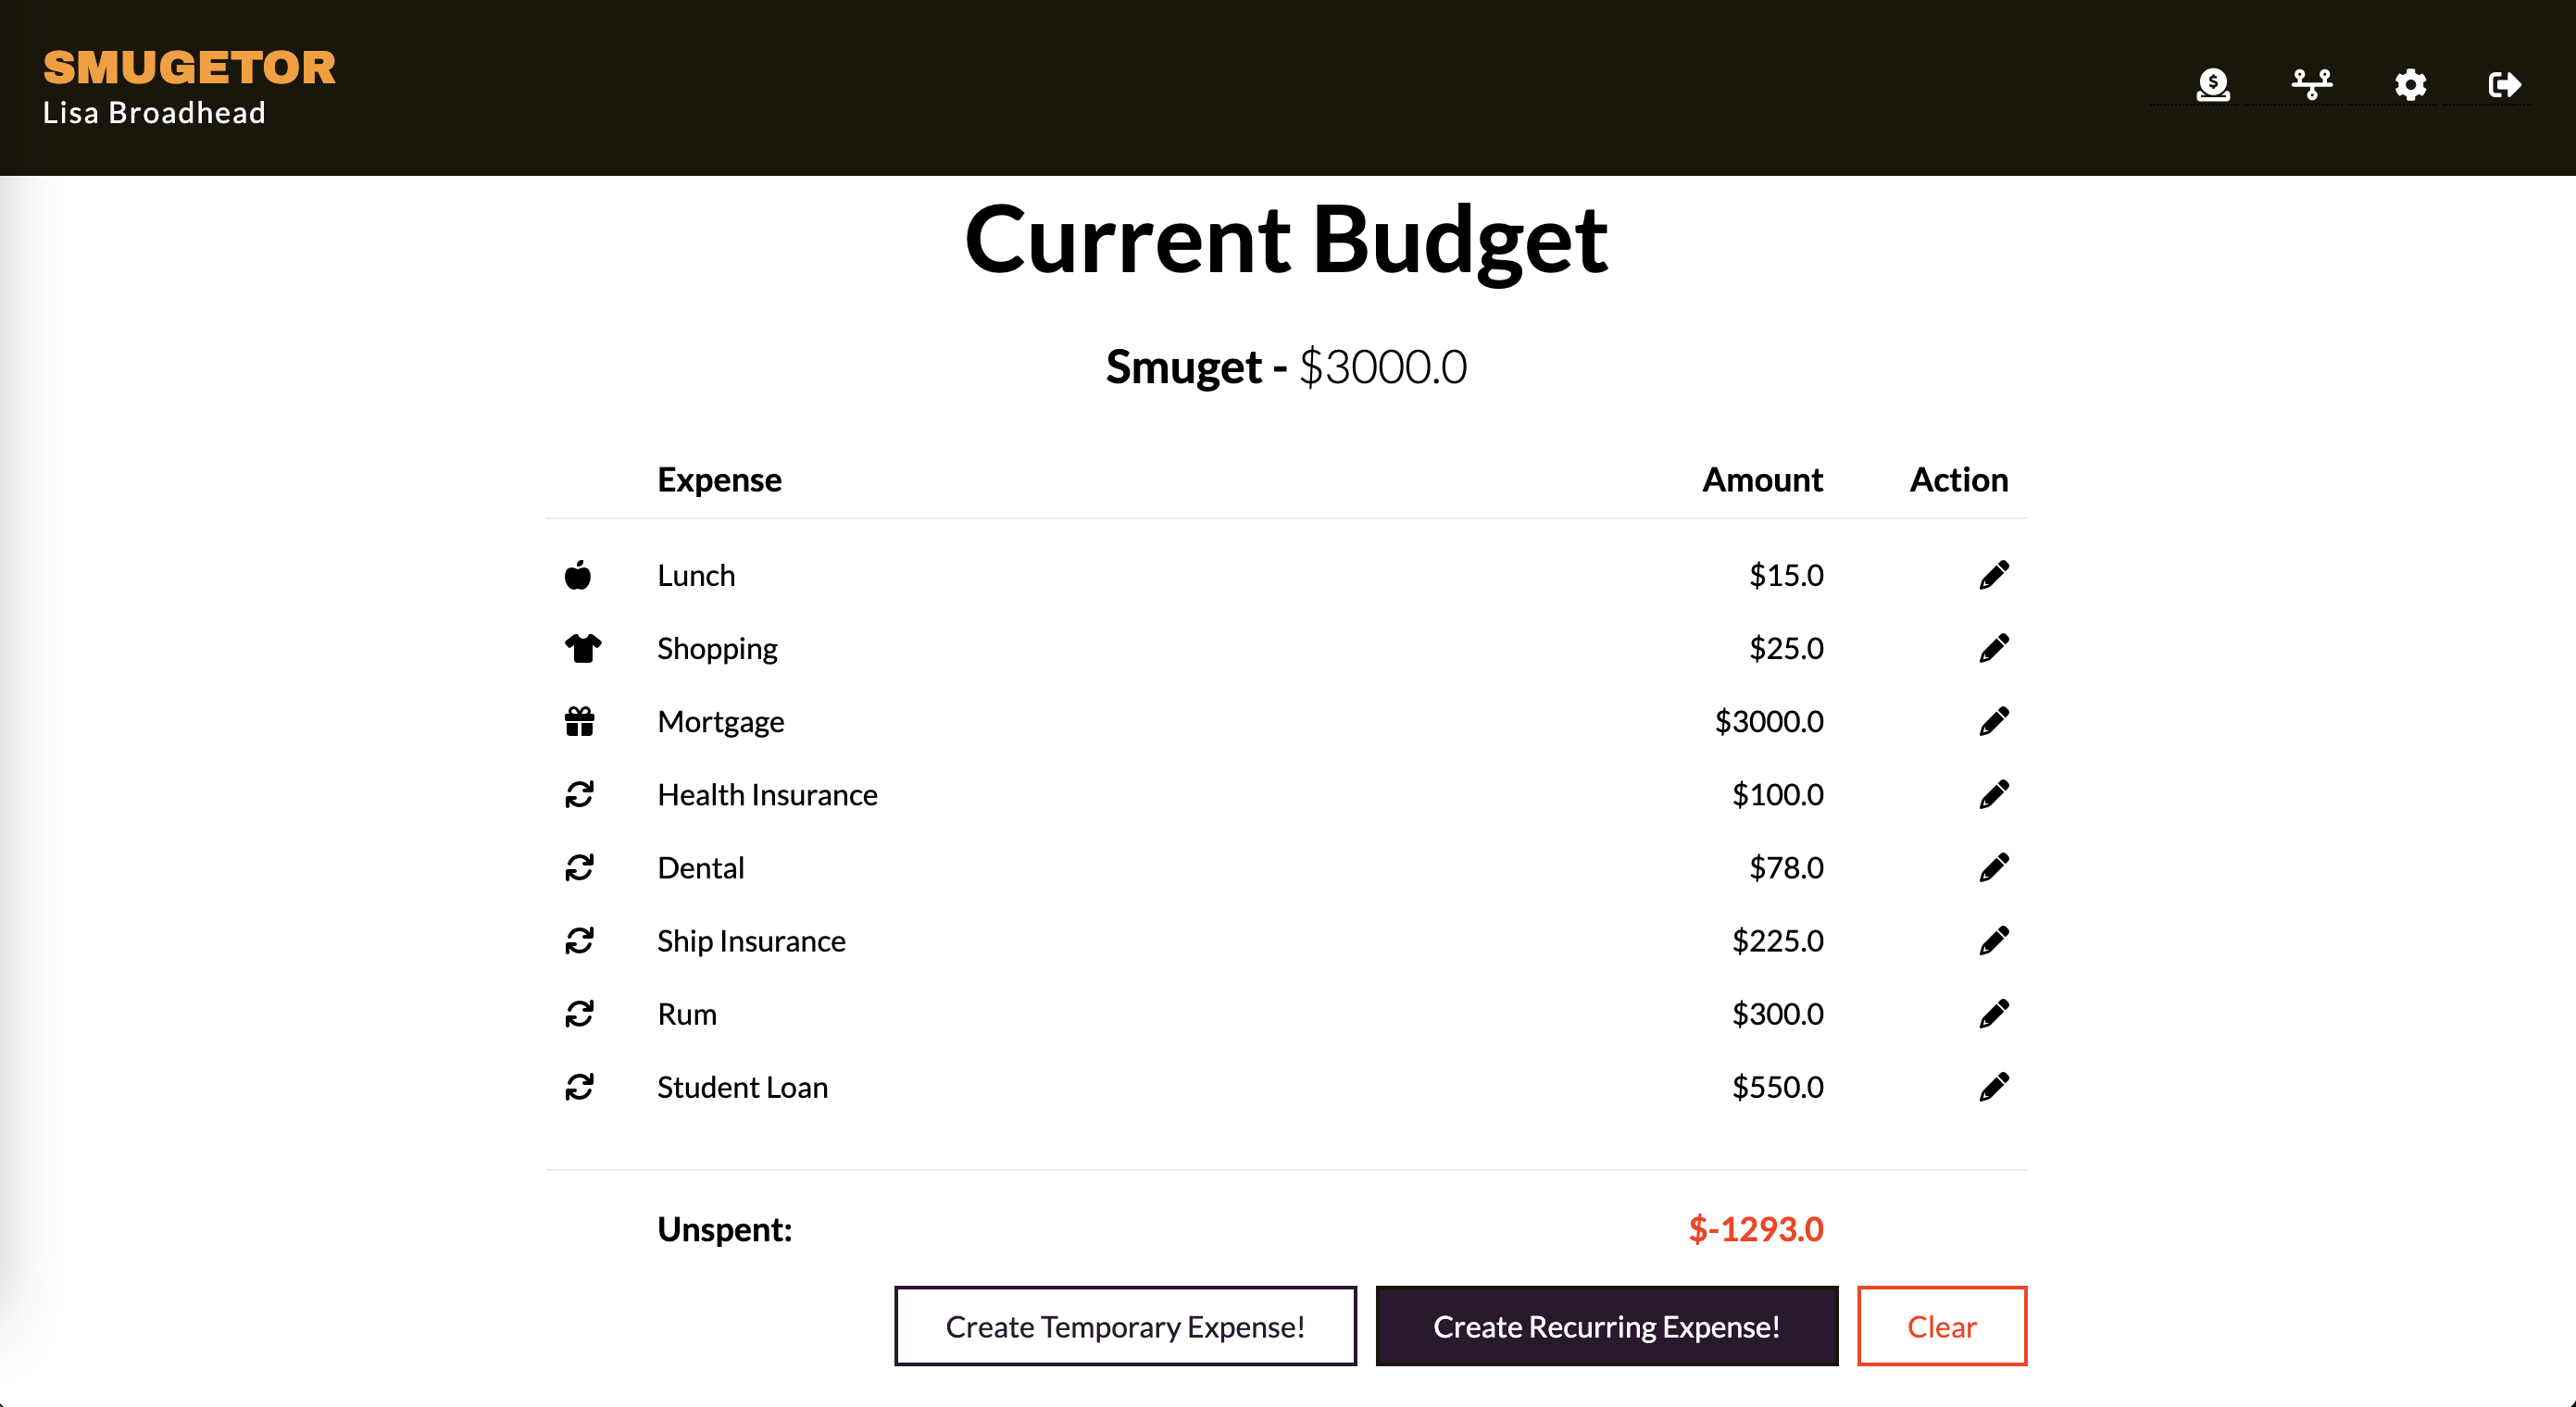 SMUGETOR
Lisa Broadhead
Current Budget
Smuget - $3000.0
Expense Amount Action
Lunch $15.0
Shopping $25.0
Mortgage $3000.0
Health Insurance $100.0
Dental $78.0
Ship Insurance $225.0
Rum $300.0
Student Loan $550.0
Unspent: $-1293.0
Create Temporary Expense! Create Recurring Expense! Clear